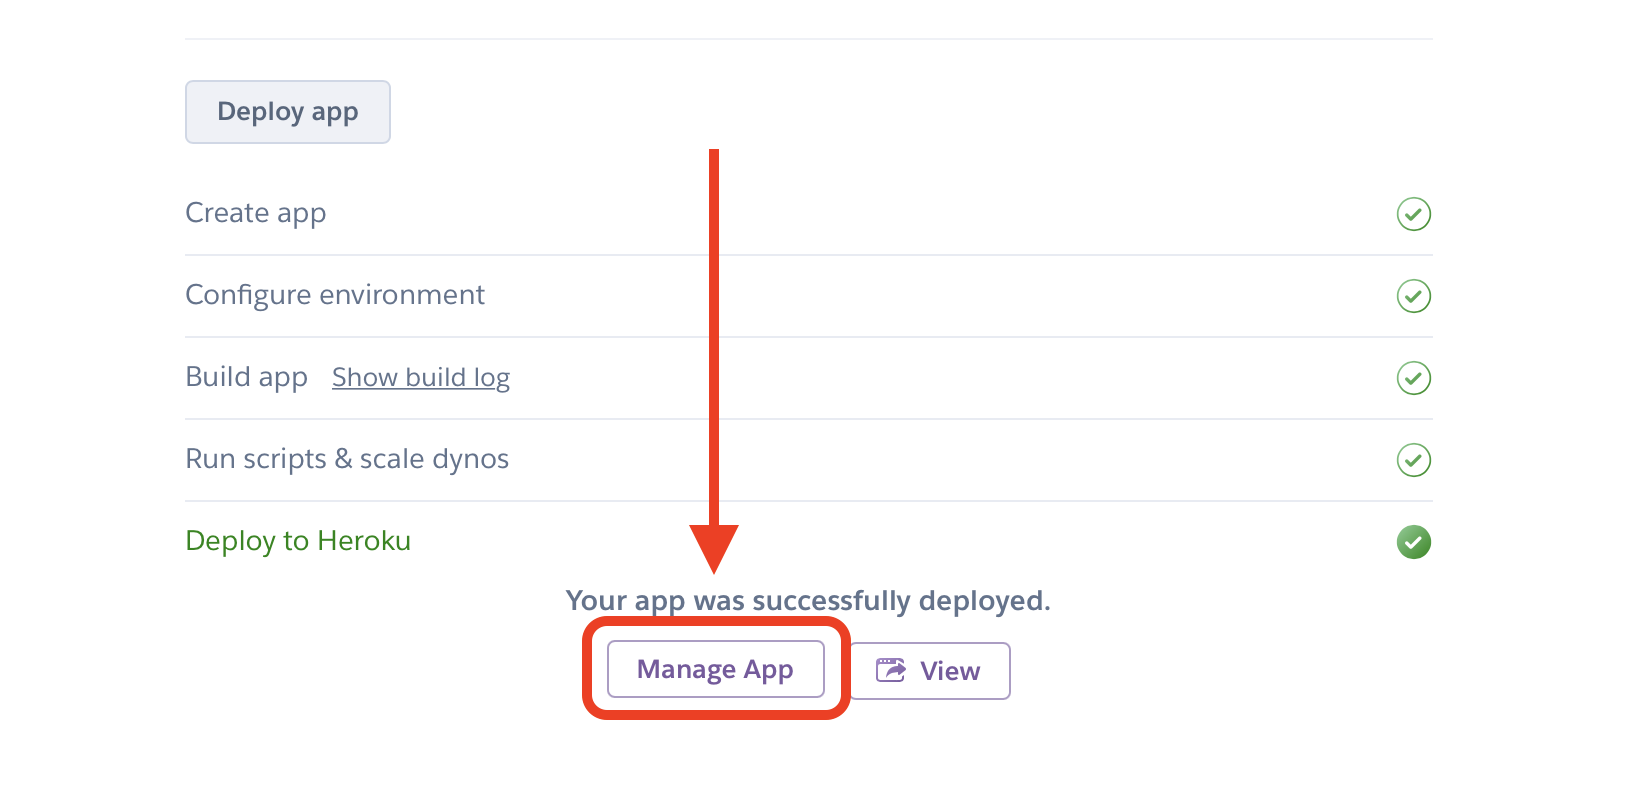 Deploy app
Create app
Configure environment
Build app Show build log
Run scripts & scale dynos
Deploy to Heroku
Your app was successfully deployed.
Manage App View